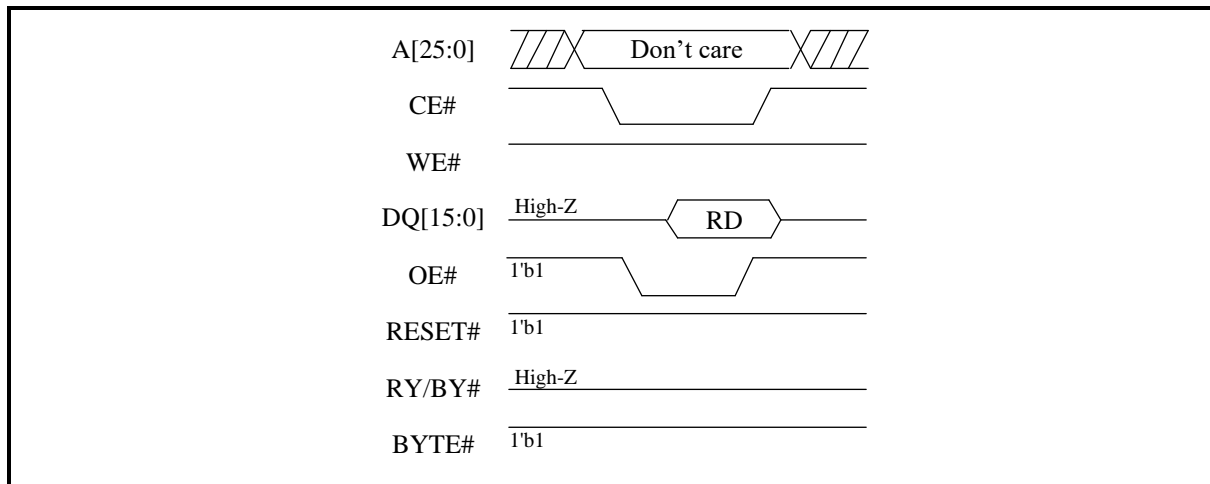 A[25:0] Don't care
CE#
WE#
DQ[15:0] High-Z RD
OE# 1'b1
RESET# 1'b1
RY/BY# High-Z
BYTE# 1'b1